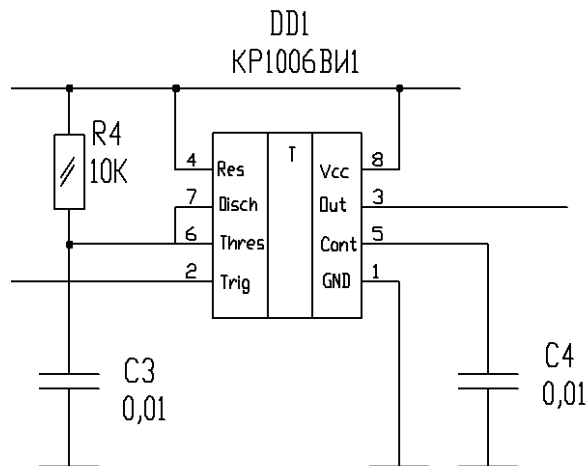 DD1
КР1006ВИ1
R4
10K
4 Res T Vcc 8
7 Disch Out 3
6 Thres Cont 5
2 Trig GND 1
C3
0,01
C4
0,01